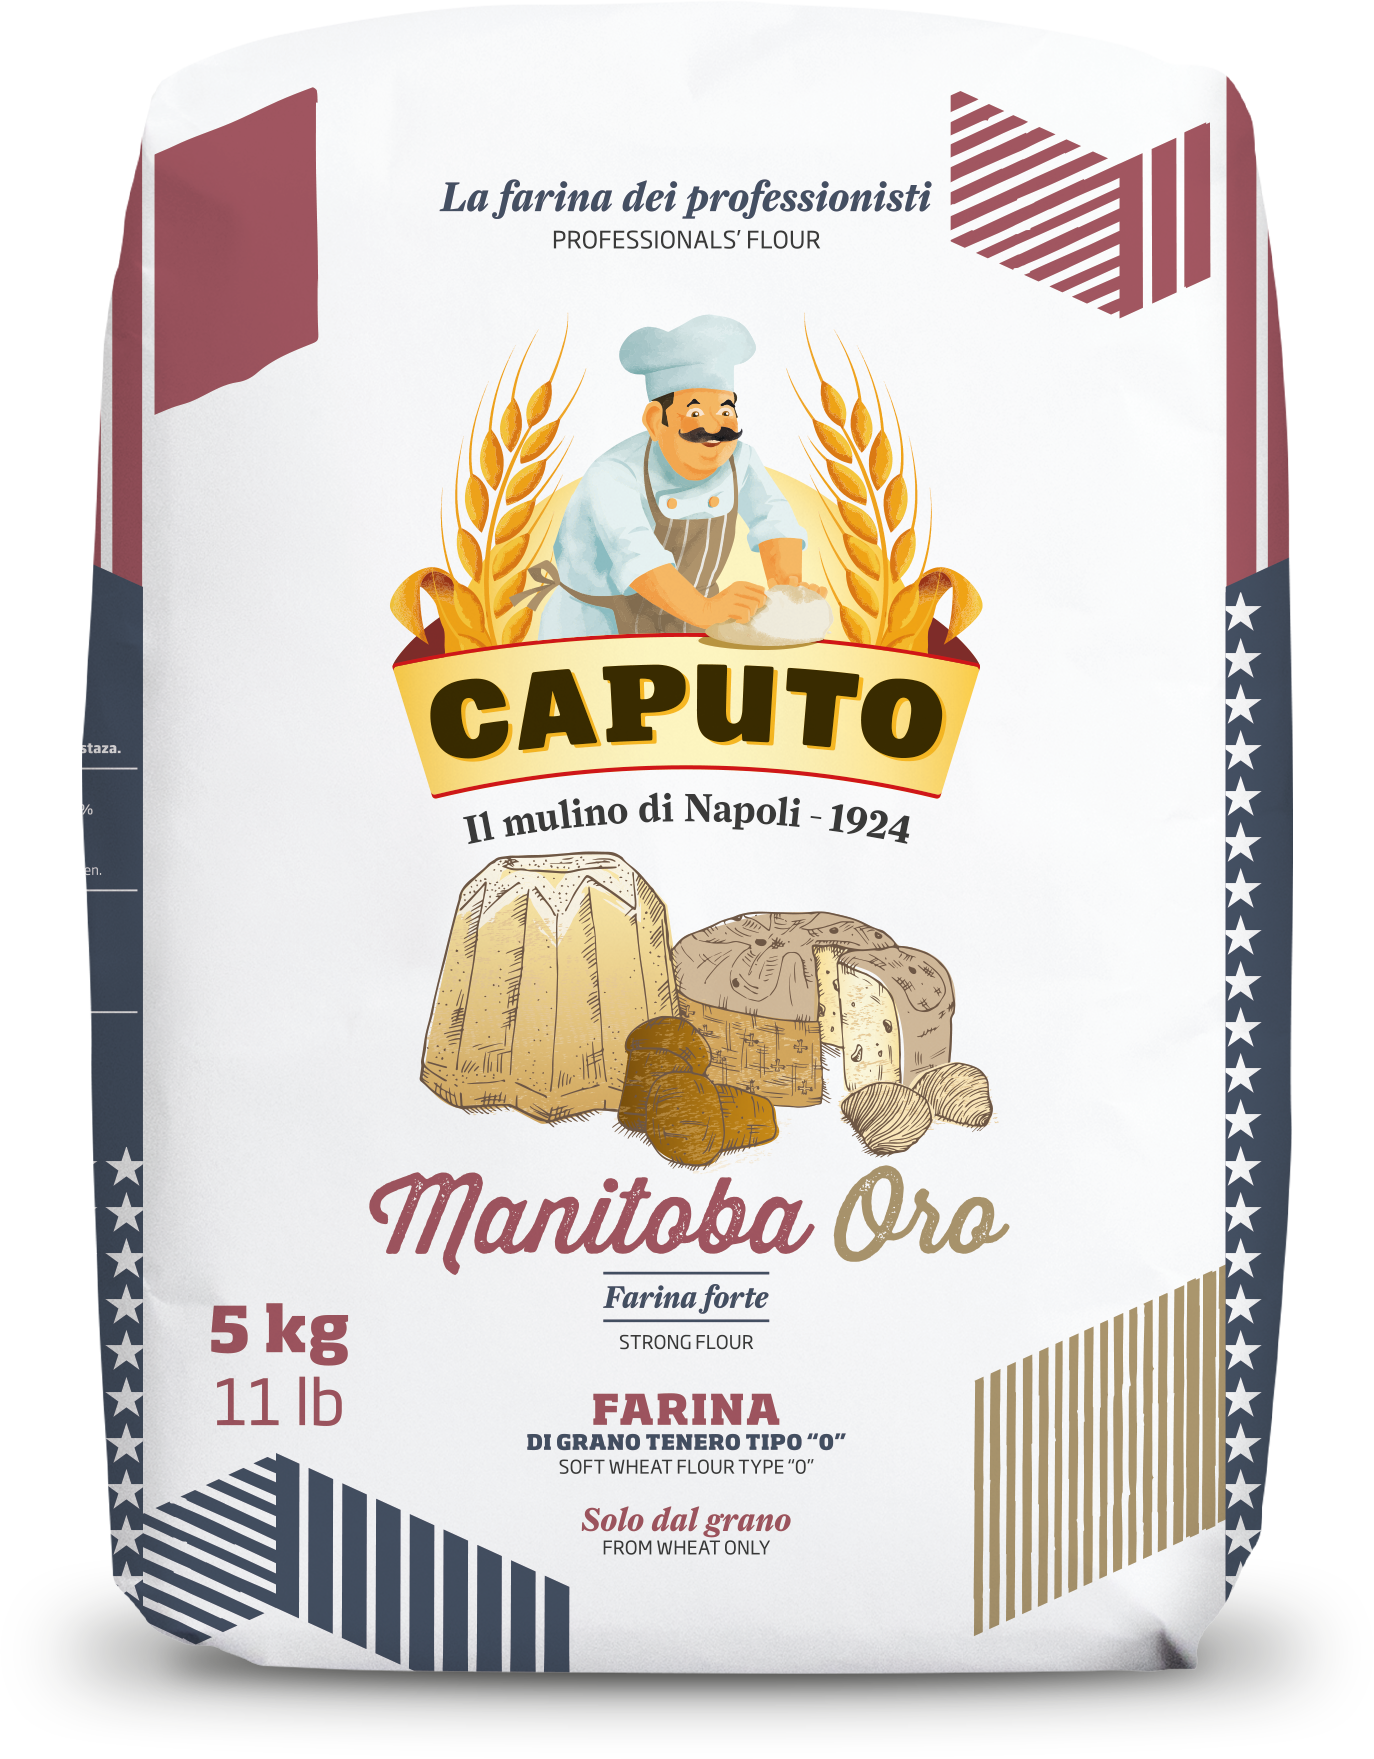 La farina dei professionisti
PROFESSIONALS' FLOUR
CAPUTO
Il mulino di Napoli - 1924
Manitoba Oro
Farina forte
STRONG FLOUR
5 kg
11 lb
FARINA
DI GRANO TENERO TIPO “0”
SOFT WHEAT FLOUR TYPE “0”
Solo dal grano
FROM WHEAT ONLY
staza.
%
en.